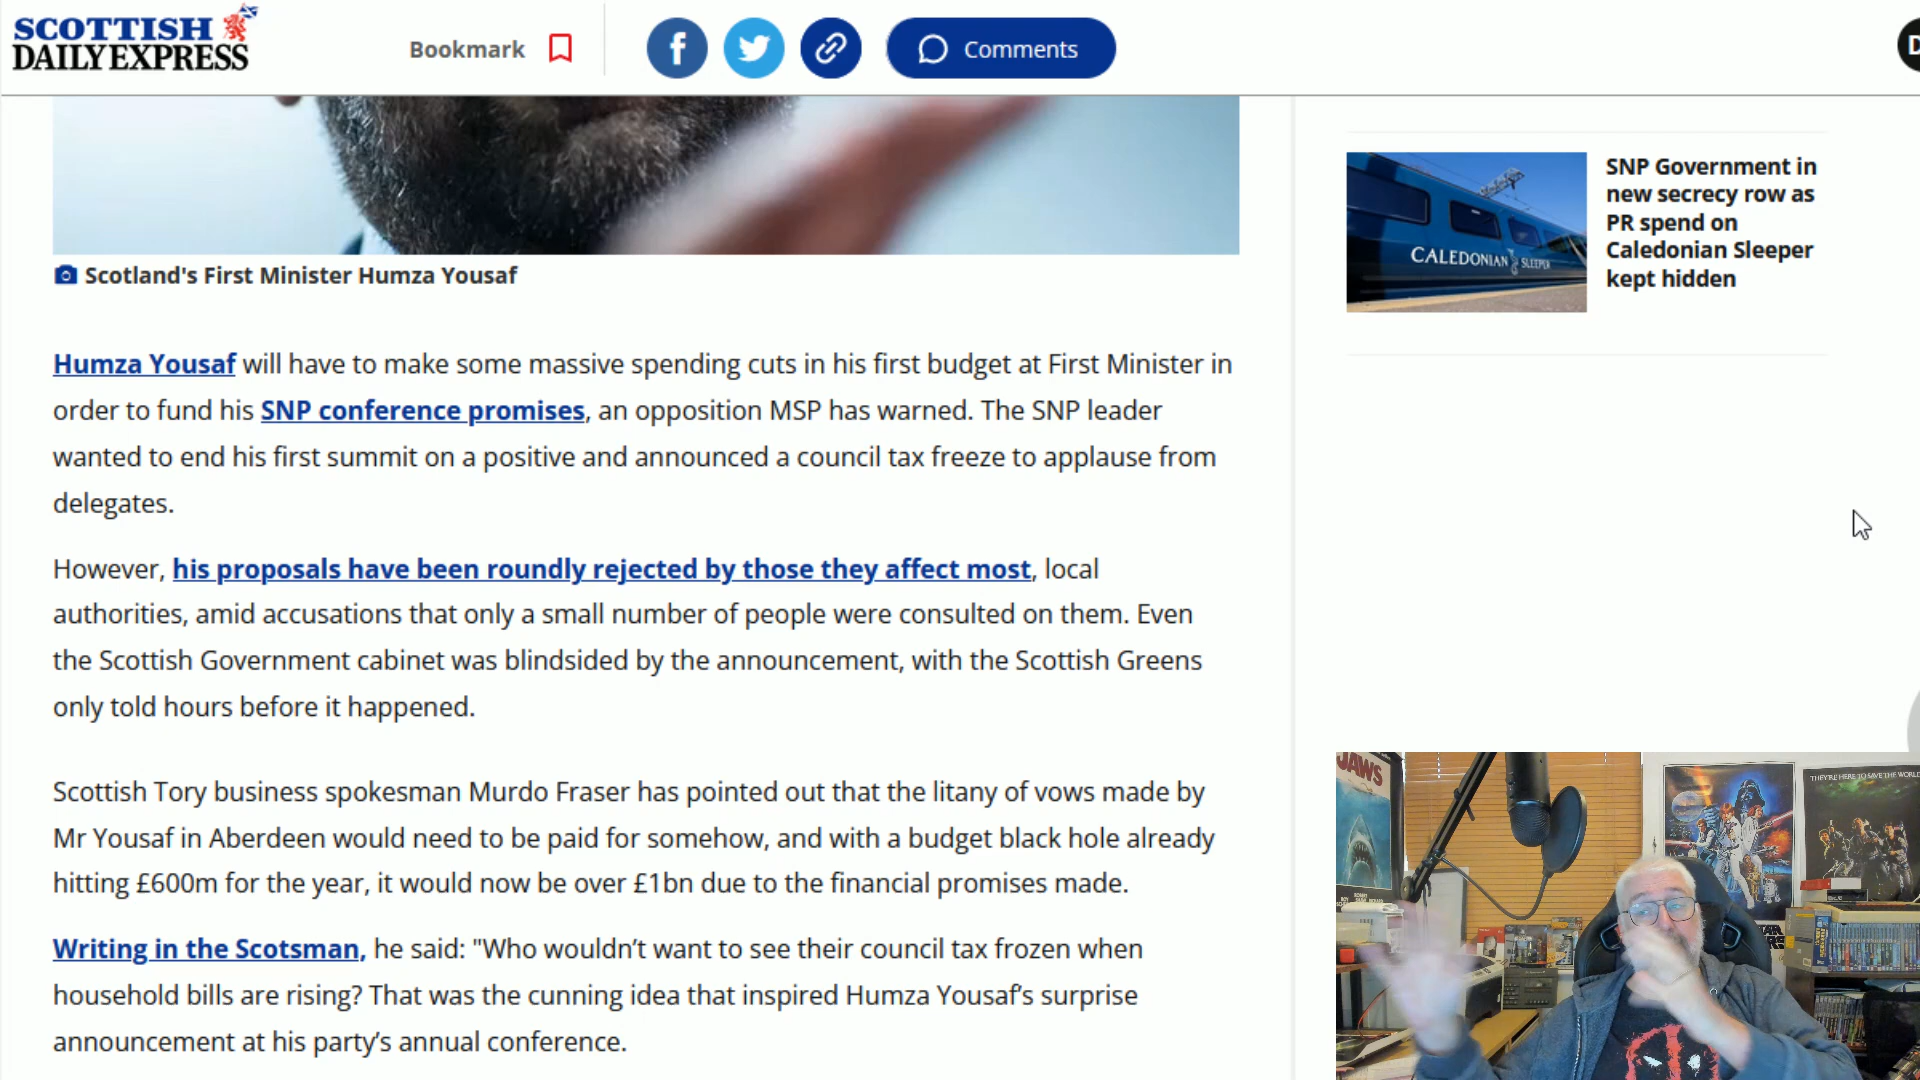 SCOTTISH
DAILY EXPRESS
Bookmark
Comments
D
Scotland's First Minister Humza Yousaf
Humza Yousaf will have to make some massive spending cuts in his first budget at First Minister in
order to fund his SNP conference promises, an opposition MSP has warned. The SNP leader
wanted to end his first summit on a positive and announced a council tax freeze to applause from
delegates.
However, his proposals have been roundly rejected by those they affect most, local
authorities, amid accusations that only a small number of people were consulted on them. Even
the Scottish Government cabinet was blindsided by the announcement, with the Scottish Greens
only told hours before it happened.
Scottish Tory business spokesman Murdo Fraser has pointed out that the litany of vows made by
Mr Yousaf in Aberdeen would need to be paid for somehow, and with a budget black hole already
hitting £600m for the year, it would now be over £1bn due to the financial promises made.
Writing in the Scotsman, he said: "Who wouldn’t want to see their council tax frozen when
household bills are rising? That was the cunning idea that inspired Humza Yousaf’s surprise
announcement at his party’s annual conference.
CALEDONIAN SLEEPER
SNP Government in
new secrecy row as
PR spend on
Caledonian Sleeper
kept hidden
JAWS
THEY'RE HERE TO SAVE THE WORLD